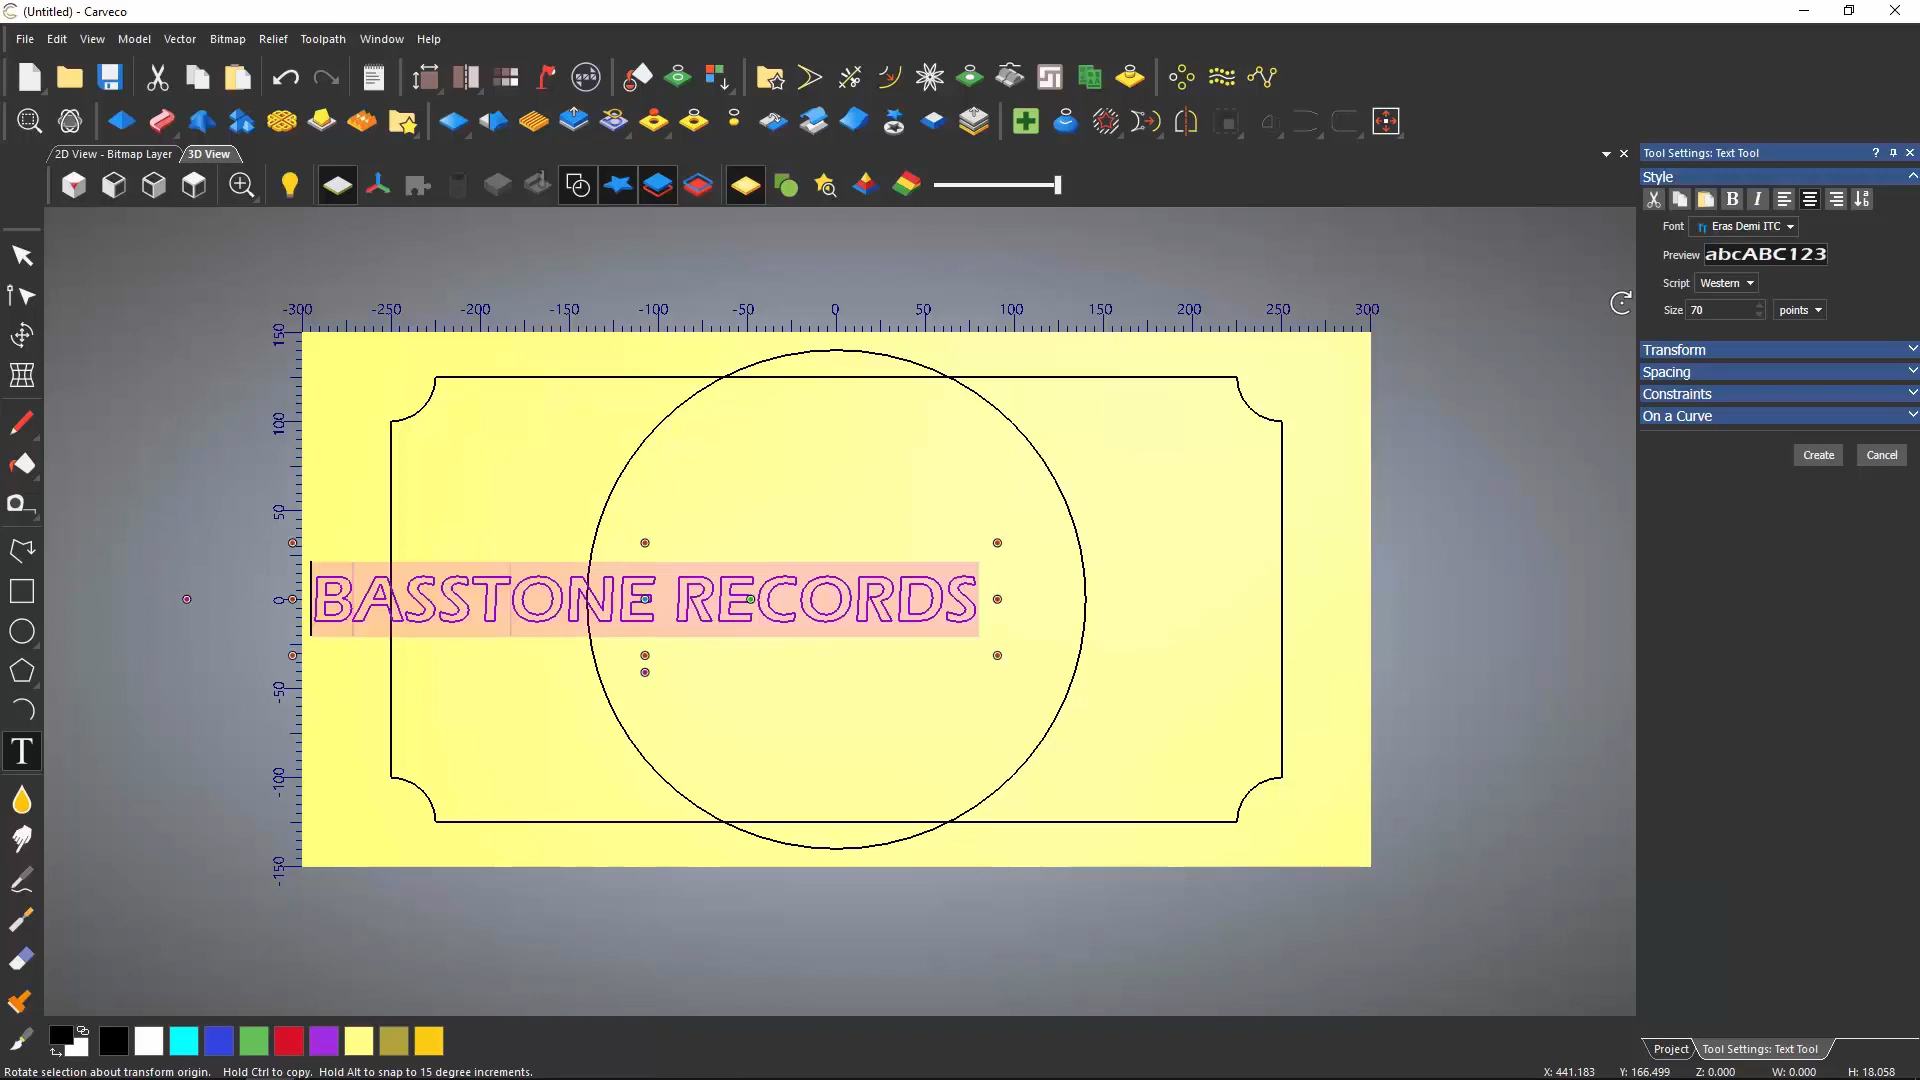 (Untitled) - Carveco
File Edit View Model Vector Bitmap Relief Toolpath Window Help
2D View - Bitmap Layer 3D View
Tool Settings: Text Tool
Style
B I
Font Eras Demi ITC
Preview abcABC123
Script Western
Size 70 points
Transform
Spacing
Constraints
On a Curve
Create Cancel
-300 -250 -200 -150 -100 -50 0 50 100 150 200 250 300
150
100
50
0
-50
-100
-150
BASSTONE RECORDS
T
Project Tool Settings: Text Tool
Rotate selection about transform origin. Hold Ctrl to copy. Hold Alt to snap to 15 degree increments.
X: 441.183 Y: 166.499 Z: 0.000 W: 0.000 H: 18.058